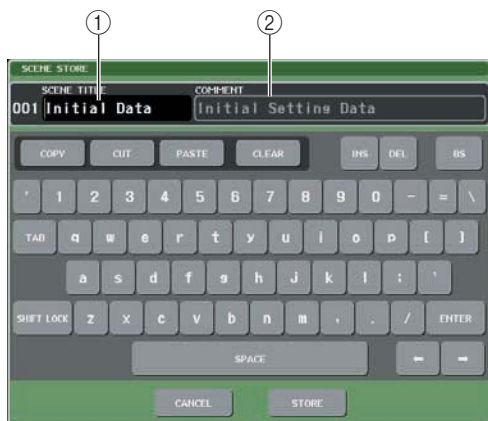 ① ②
SCENE STORE
SCENE TITLE COMMENT
001 Initial Data Initial Setting Data
COPY CUT PASTE CLEAR INS DEL BS
' 1 2 3 4 5 6 7 8 9 0 - = \
TAB q w e r t y u i o p [ ]
a s d f g h j k l ; '
SHIFT LOCK z x c v b n m , . / ENTER
SPACE ← →
CANCEL STORE